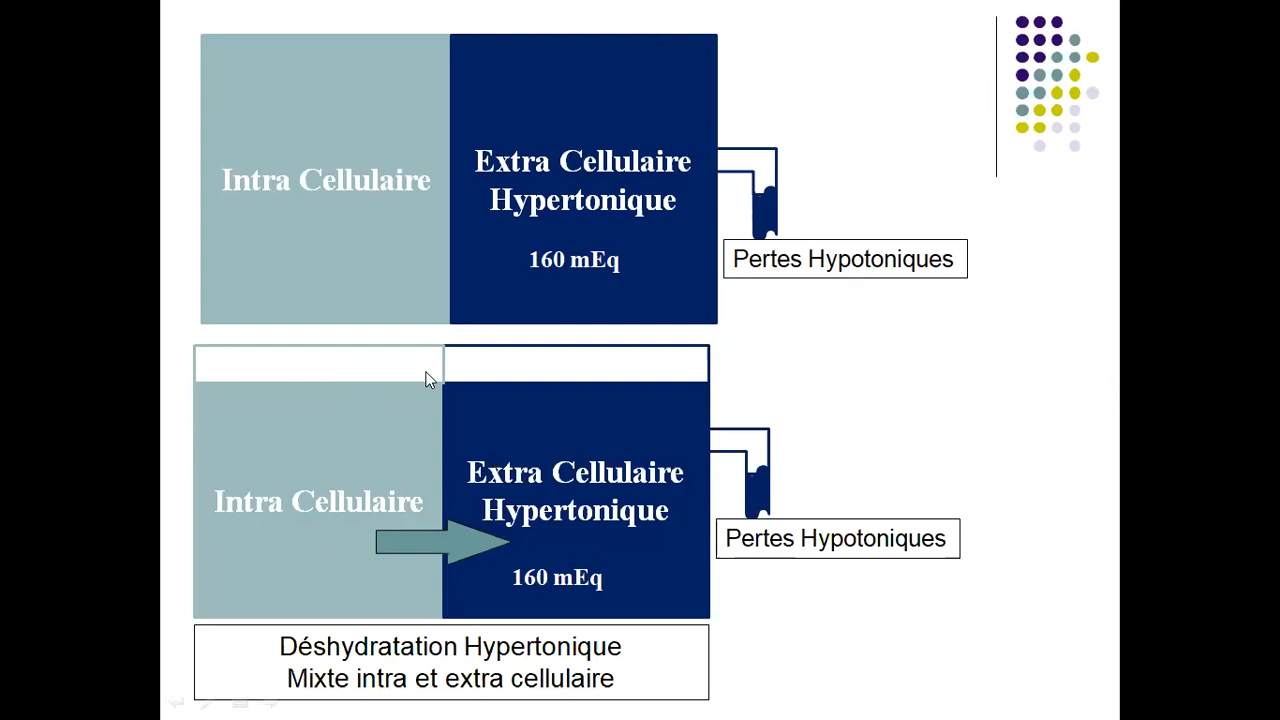 Intra Cellulaire
Extra Cellulaire
Hypertonique
160 mEq
Pertes Hypotoniques
Intra Cellulaire
Extra Cellulaire
Hypertonique
160 mEq
Pertes Hypotoniques
Déshydratation Hypertonique
Mixte intra et extra cellulaire